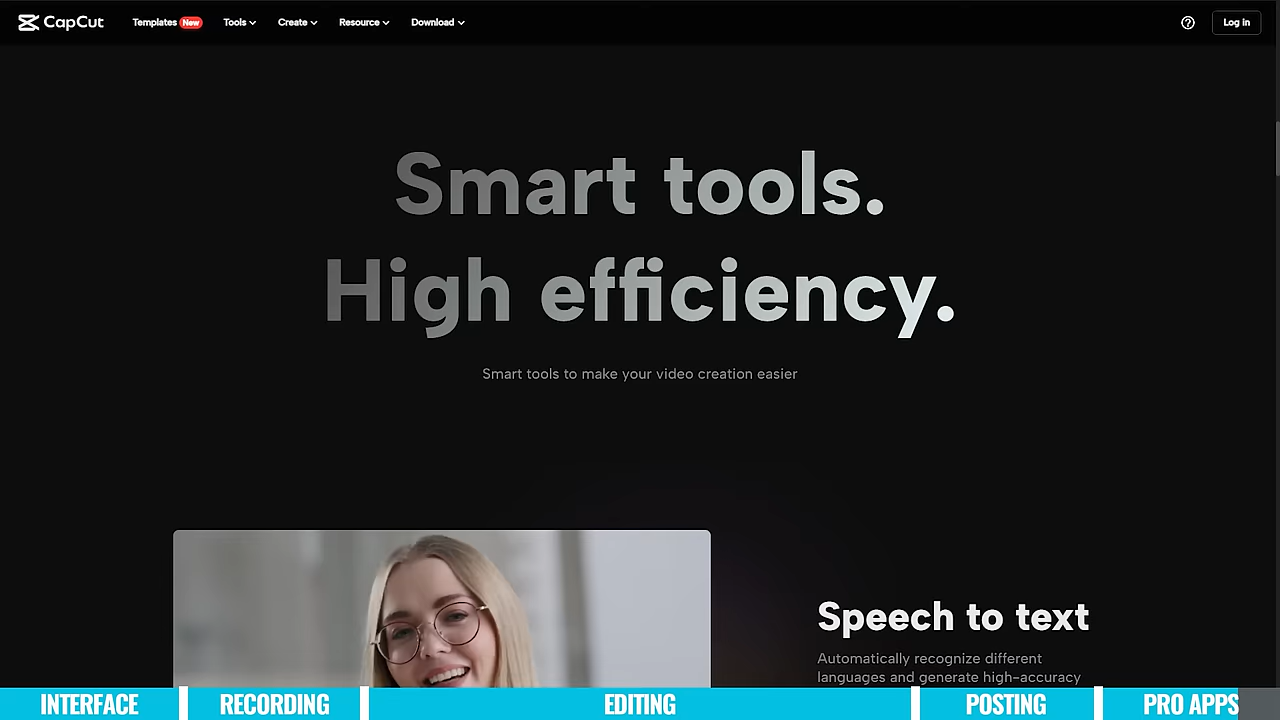 CapCut Templates New Tools Create Resource Download Log in
Smart tools.
High efficiency.
Smart tools to make your video creation easier
Speech to text
Automatically recognize different
languages and generate high-accuracy
INTERFACE RECORDING EDITING POSTING PRO APPS